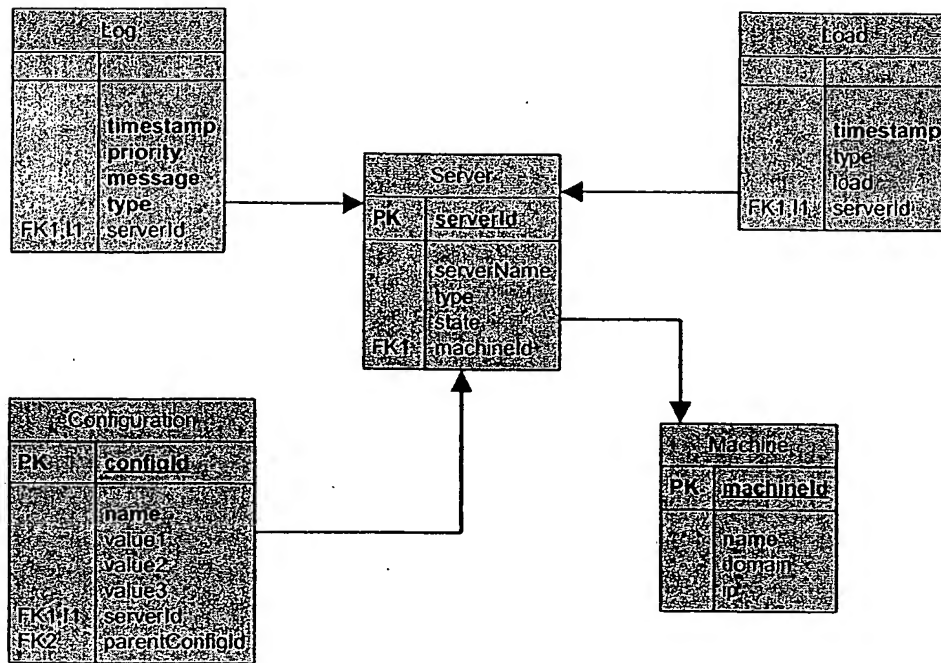 Log
timestamp
priority
message
type
FK1,I1 serverId
Load
timestamp
type
load
FK1,I1 serverId
Server
PK serverId
serverName
type
state
FK1 machineId
Configuration
PK configId
name
value1
value2
value3
FK1,I1 serverId
FK2 parentConfigId
Machine
PK machineId
name
domain
ip